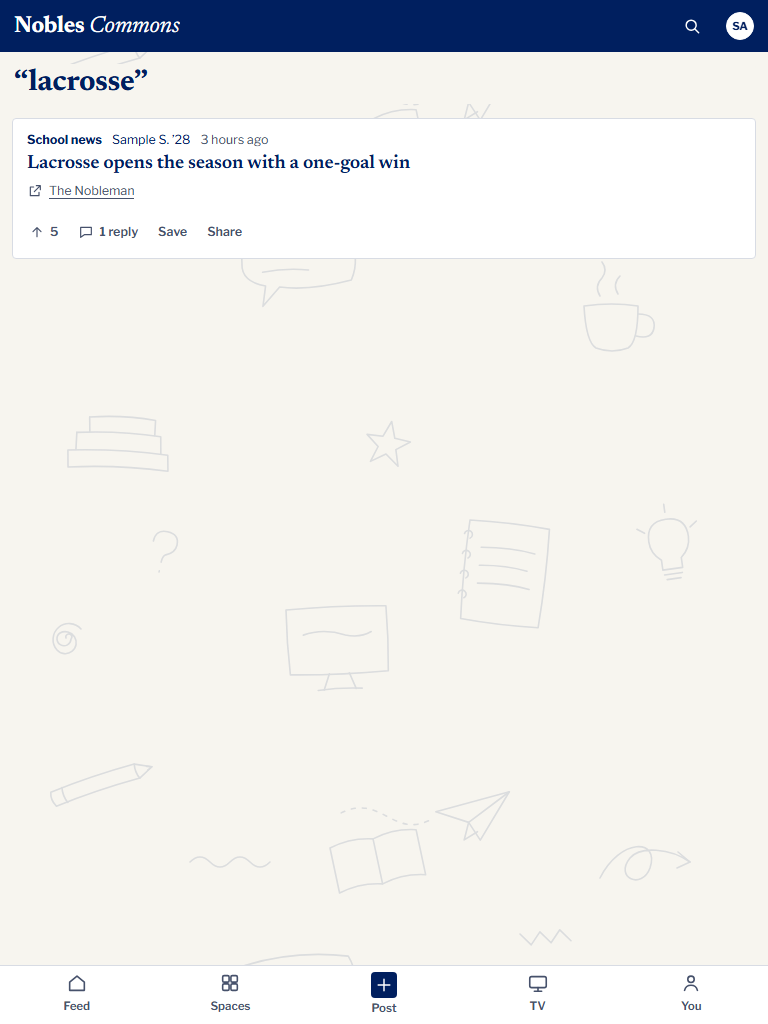 Nobles Commons
SA
“lacrosse”
School news Sample S. ’28 3 hours ago
Lacrosse opens the season with a one-goal win
The Nobleman
5 1 reply Save Share
Feed Spaces Post TV You